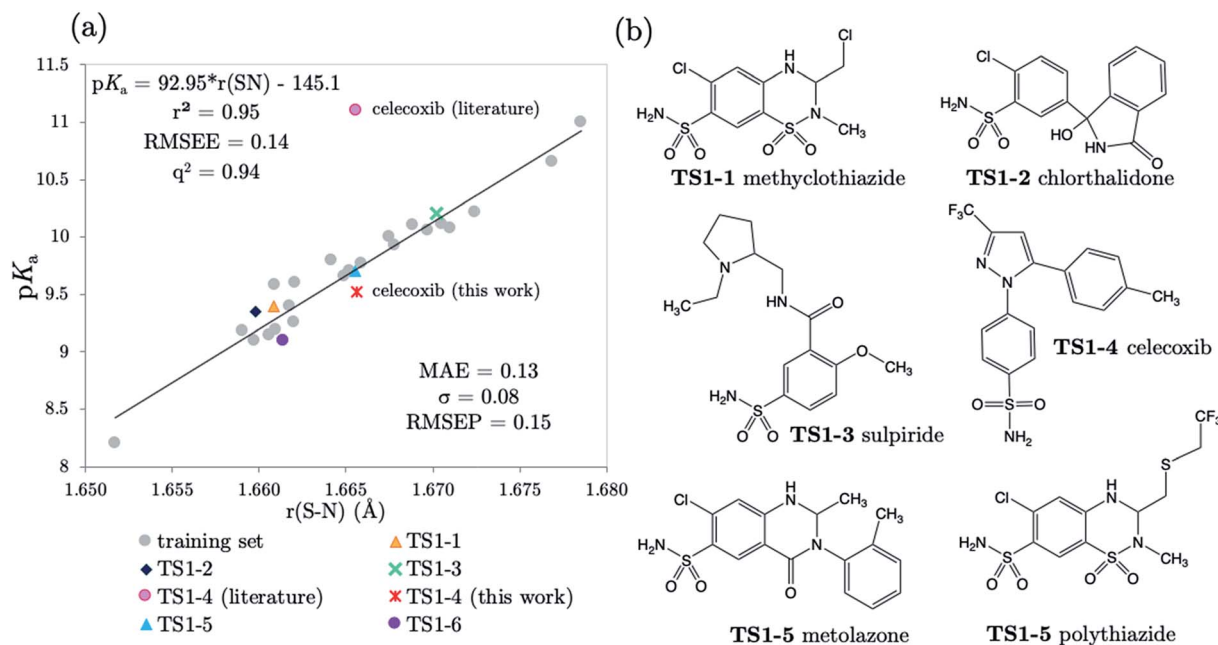 (a)
pKₐ = 92.95*r(SN) - 145.1
r² = 0.95
RMSEE = 0.14
q² = 0.94
celecoxib (literature)
celecoxib (this work)
MAE = 0.13
σ = 0.08
RMSEP = 0.15
pKₐ
11.5
11
10.5
10
9.5
9
8.5
8
1.650 1.655 1.660 1.665 1.670 1.675 1.680
r(S-N) (Å)
training set
TS1-1
TS1-2
TS1-3
TS1-4 (literature)
TS1-4 (this work)
TS1-5
TS1-6
(b)
Cl
Cl
H
N
H₂N
S
O
O
N
CH₃
S
O O
TS1-1 methyclothiazide
Cl
H₂N
S
O
O
HO
NH
O
TS1-2 chlorthalidone
N
H₃C
NH
O
O
CH₃
H₂N
S
O
O
TS1-3 sulpiride
F₃C
N
N
CH₃
O
S
O
NH₂
TS1-4 celecoxib
Cl
H
N
CH₃
CH₃
N
H₂N
S
O
O
O
TS1-5 metolazone
CF₃
S
Cl
H
N
H₂N
S
O
O
N
CH₃
S
O O
TS1-5 polythiazide